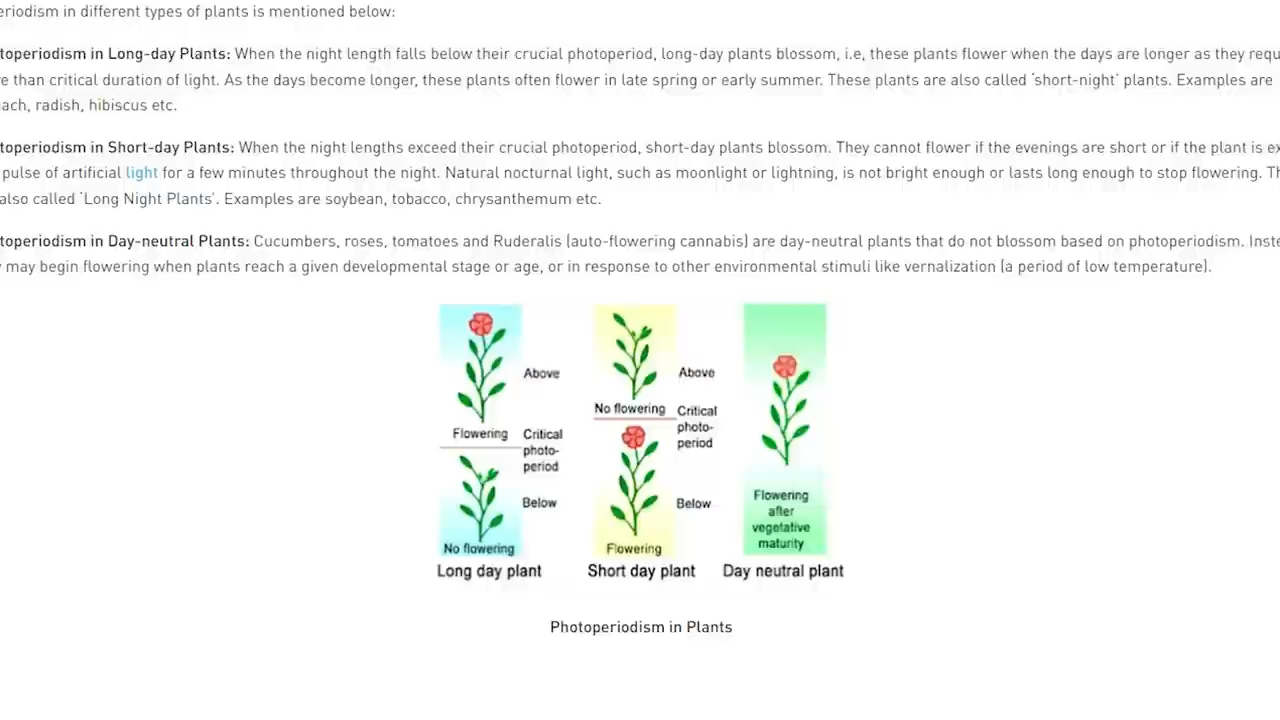 eriodism in different types of plants is mentioned below:
toperiodism in Long-day Plants: When the night length falls below their crucial photoperiod, long-day plants blossom, i.e, these plants flower when the days are longer as they requ
e than critical duration of light. As the days become longer, these plants often flower in late spring or early summer. These plants are also called 'short-night' plants. Examples are
ach, radish, hibiscus etc.
toperiodism in Short-day Plants: When the night lengths exceed their crucial photoperiod, short-day plants blossom. They cannot flower if the evenings are short or if the plant is ex
pulse of artificial light for a few minutes throughout the night. Natural nocturnal light, such as moonlight or lightning, is not bright enough or lasts long enough to stop flowering. Th
also called 'Long Night Plants'. Examples are soybean, tobacco, chrysanthemum etc.
toperiodism in Day-neutral Plants: Cucumbers, roses, tomatoes and Ruderalis (auto-flowering cannabis) are day-neutral plants that do not blossom based on photoperiodism. Inste
may begin flowering when plants reach a given developmental stage or age, or in response to other environmental stimuli like vernalization (a period of low temperature).
Above
Flowering
Critical
photo-
period
Below
No flowering
Long day plant
Above
No flowering
Critical
photo-
period
Below
Flowering
Short day plant
Flowering
after
vegetative
maturity
Day neutral plant
Photoperiodism in Plants